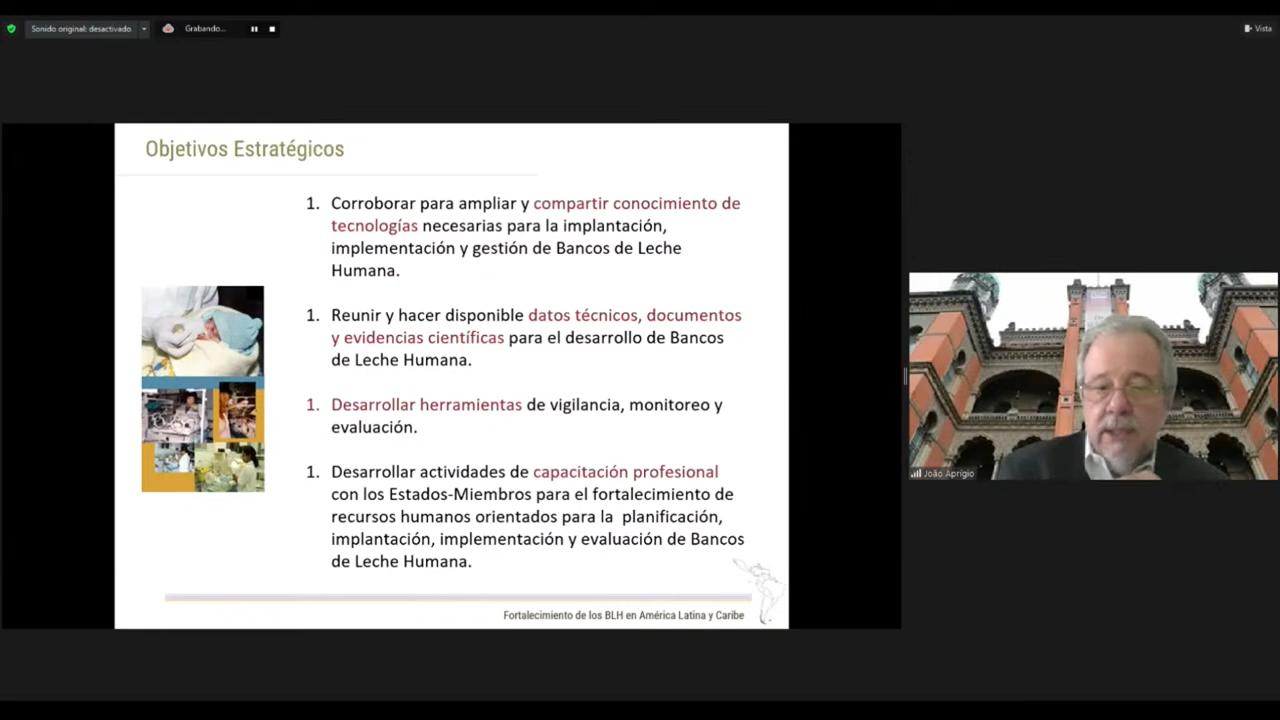 Sonido original: desactivado
Grabando...
Vista
Objetivos Estratégicos
1. Corroborar para ampliar y compartir conocimiento de
tecnologías necesarias para la implantación,
implementación y gestión de Bancos de Leche
Humana.
1. Reunir y hacer disponible datos técnicos, documentos
y evidencias científicas para el desarrollo de Bancos
de Leche Humana.
1. Desarrollar herramientas de vigilancia, monitoreo y
evaluación.
1. Desarrollar actividades de capacitación profesional
con los Estados-Miembros para el fortalecimiento de
recursos humanos orientados para la planificación,
implantación, implementación y evaluación de Bancos
de Leche Humana.
Fortalecimiento de los BLH en América Latina y Caribe
João Aprígio